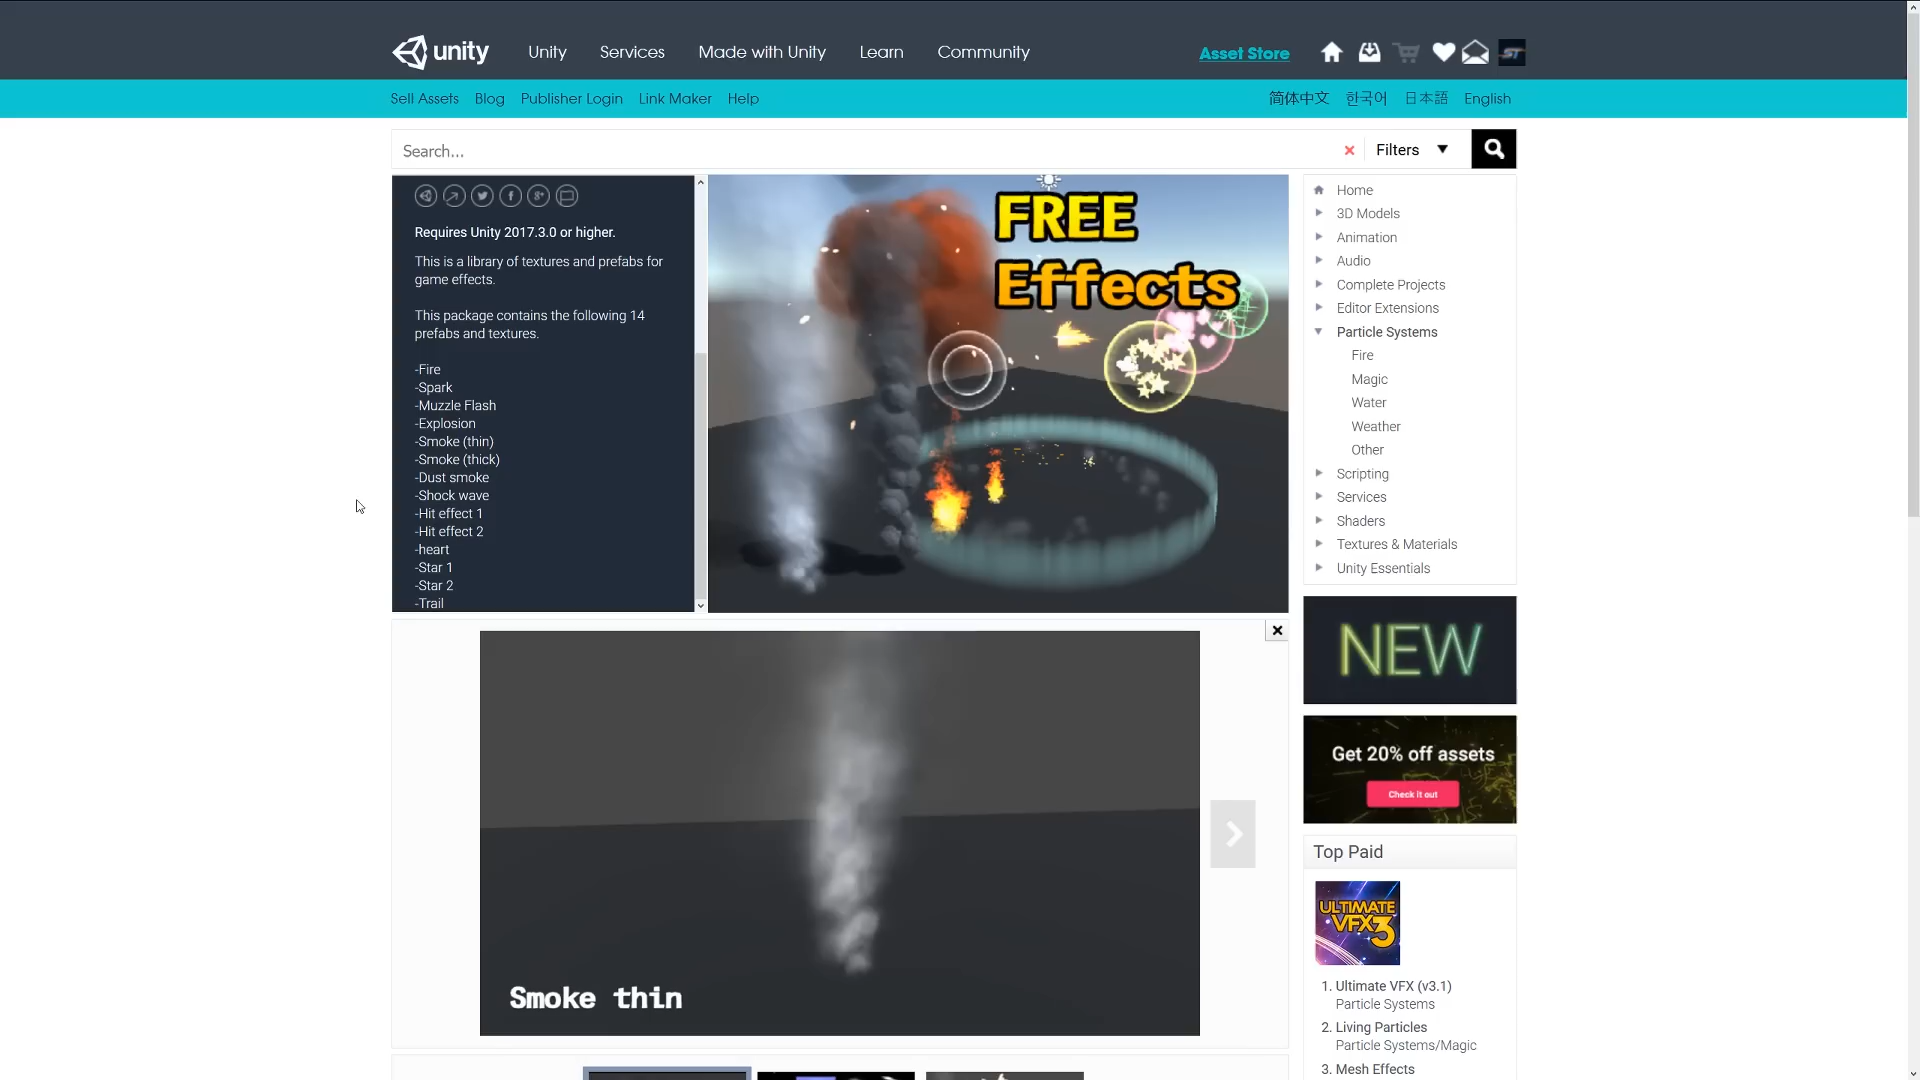 unity
Unity
Services
Made with Unity
Learn
Community
Asset Store
ST
Sell Assets
Blog
Publisher Login
Link Maker
Help
简体中文
한국어
日本語
English
Search...
Filters
Requires Unity 2017.3.0 or higher.
This is a library of textures and prefabs for
game effects.
This package contains the following 14
prefabs and textures.
-Fire
-Spark
-Muzzle Flash
-Explosion
-Smoke (thin)
-Smoke (thick)
-Dust smoke
-Shock wave
-Hit effect 1
-Hit effect 2
-heart
-Star 1
-Star 2
-Trail
FREE
Effects
Home
3D Models
Animation
Audio
Complete Projects
Editor Extensions
Particle Systems
Fire
Magic
Water
Weather
Other
Scripting
Services
Shaders
Textures & Materials
Unity Essentials
Smoke thin
NEW
Get 20% off assets
Check it out
Top Paid
ULTIMATE
VFX3
1. Ultimate VFX (v3.1)
Particle Systems
2. Living Particles
Particle Systems/Magic
3. Mesh Effects